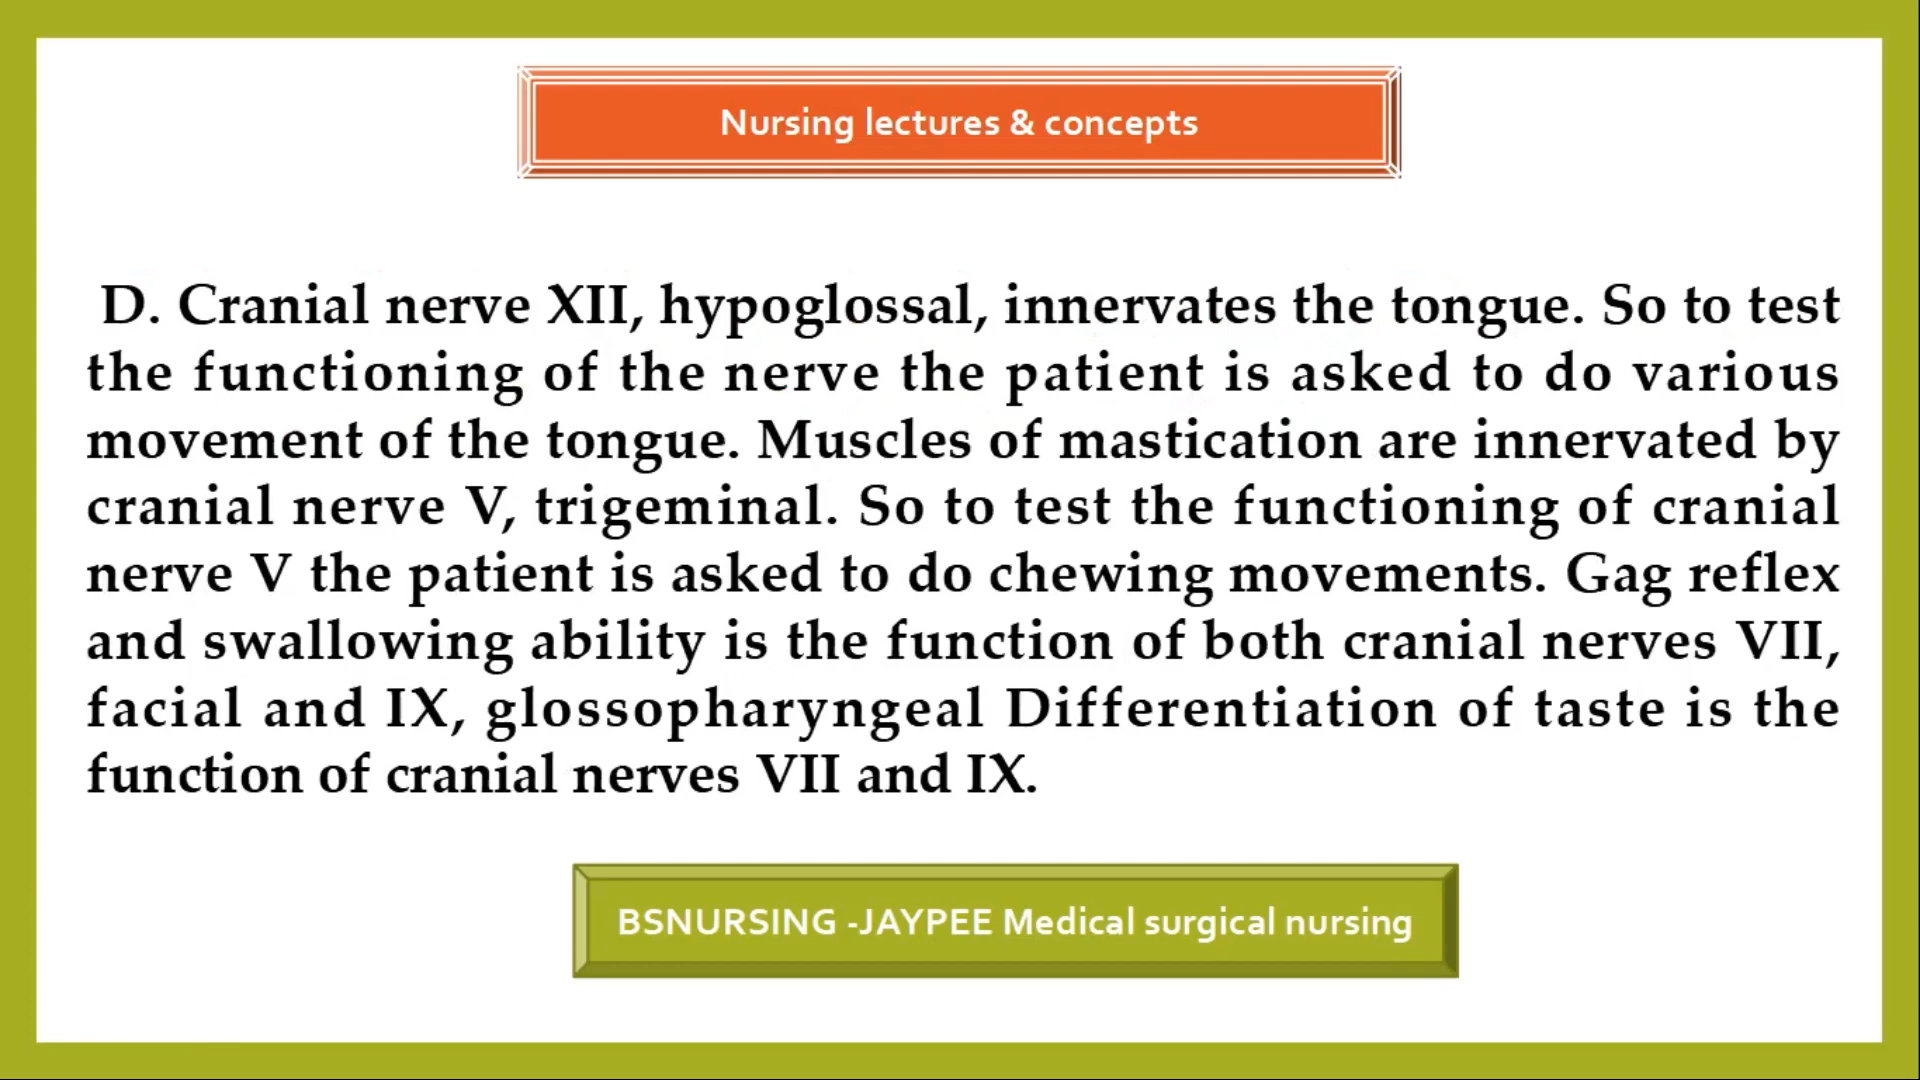 Nursing lectures & concepts
D. Cranial nerve XII, hypoglossal, innervates the tongue. So to test
the functioning of the nerve the patient is asked to do various
movement of the tongue. Muscles of mastication are innervated by
cranial nerve V, trigeminal. So to test the functioning of cranial
nerve V the patient is asked to do chewing movements. Gag reflex
and swallowing ability is the function of both cranial nerves VII,
facial and IX, glossopharyngeal Differentiation of taste is the
function of cranial nerves VII and IX.
BSNURSING -JAYPEE Medical surgical nursing